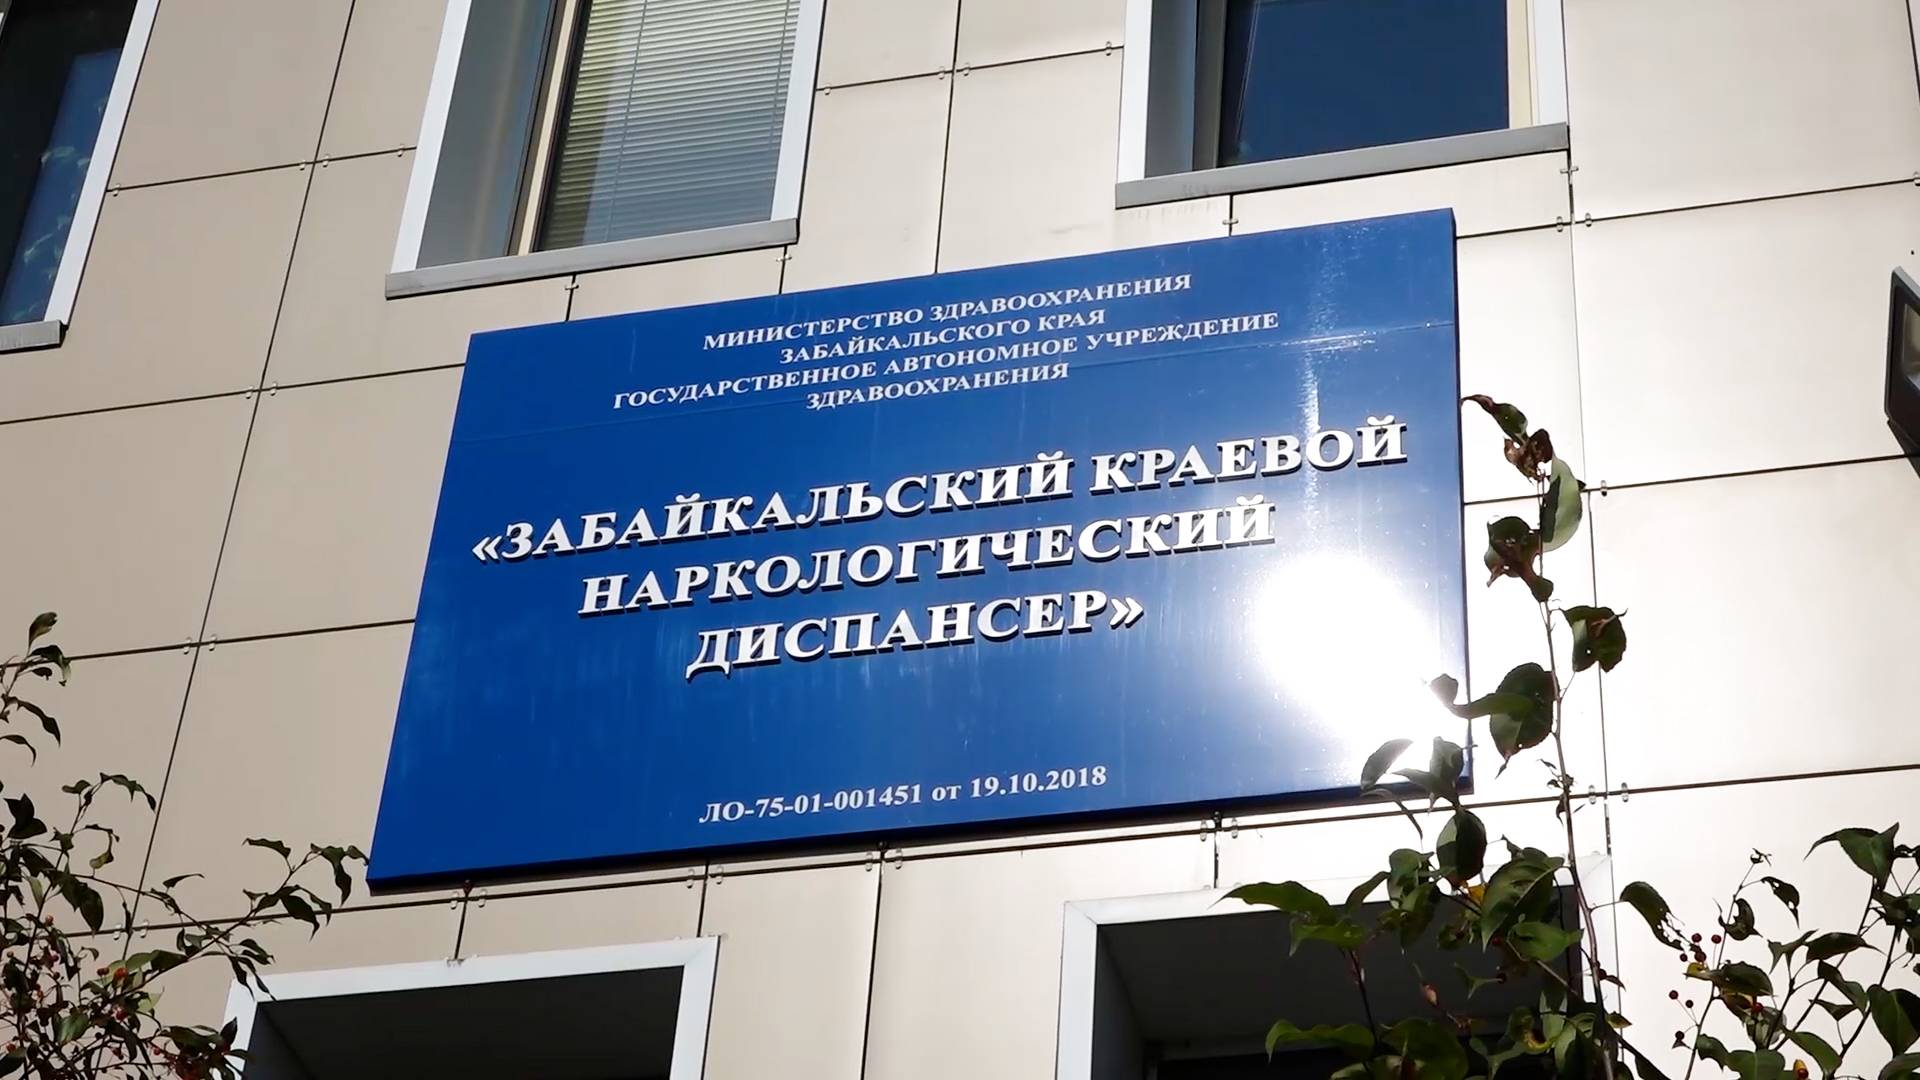 МИНИСТЕРСТВО ЗДРАВООХРАНЕНИЯ
ЗАБАЙКАЛЬСКОГО КРАЯ
ГОСУДАРСТВЕННОЕ АВТОНОМНОЕ УЧРЕЖДЕНИЕ
ЗДРАВООХРАНЕНИЯ
«ЗАБАЙКАЛЬСКИЙ КРАЕВОЙ
НАРКОЛОГИЧЕСКИЙ
ДИСПАНСЕР»
ЛО-75-01-001451 от 19.10.2018